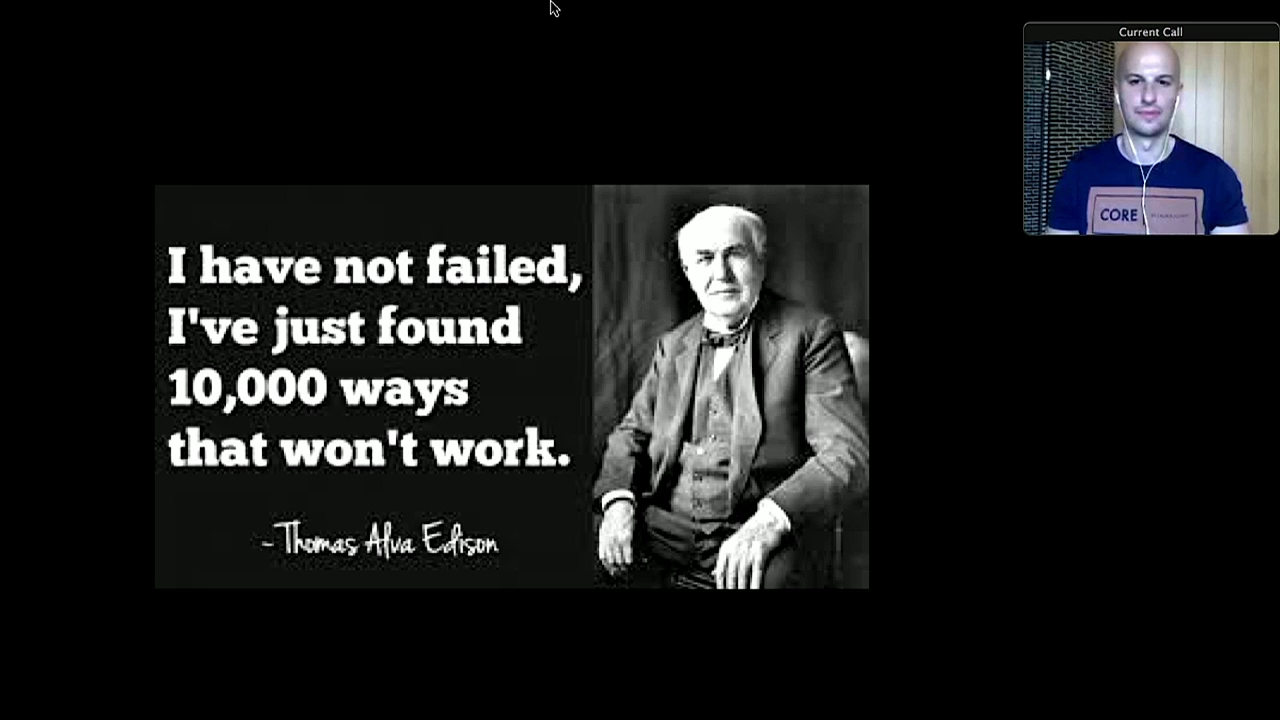 Current Call
I have not failed,
I've just found
10,000 ways
that won't work.
-Thomas Alva Edison
CORE